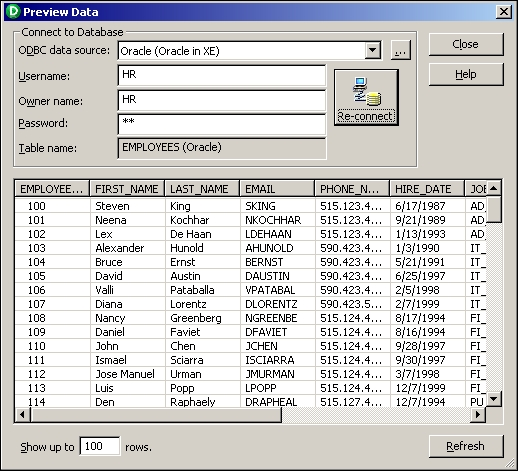 Preview Data
Connect to Database
ODBC data source: Oracle (Oracle in XE) ...
Close
Username: HR
Help
Owner name: HR
Password: **
Re-connect
Table name: EMPLOYEES (Oracle)
EMPLOYEE... FIRST_NAME LAST_NAME EMAIL PHONE_N... HIRE_DATE JOB
100 Steven King SKING 515.123.4... 6/17/1987 AD_
101 Neena Kochhar NKOCHHAR 515.123.4... 9/21/1989 AD_
102 Lex De Haan LDEHAAN 515.123.4... 1/13/1993 AD_
103 Alexander Hunold AHUNOLD 590.423.4... 1/3/1990 IT_
104 Bruce Ernst BERNST 590.423.4... 5/21/1991 IT_
105 David Austin DAUSTIN 590.423.4... 6/25/1997 IT_
106 Valli Pataballa VPATABAL 590.423.4... 2/5/1998 IT_
107 Diana Lorentz DLORENTZ 590.423.5... 2/7/1999 IT_
108 Nancy Greenberg NGREENBE 515.124.4... 8/17/1994 FI_
109 Daniel Faviet DFAVIET 515.124.4... 8/16/1994 FI_
110 John Chen JCHEN 515.124.4... 9/28/1997 FI_
111 Ismael Sciarra ISCIARRA 515.124.4... 9/30/1997 FI_
112 Jose Manuel Urman JMURMAN 515.124.4... 3/7/1998 FI_
113 Luis Popp LPOPP 515.124.4... 12/7/1999 FI_
114 Den Raphaely DRAPHEAL 515.127.4... 12/7/1994 PU_
Show up to 100 rows.
Refresh